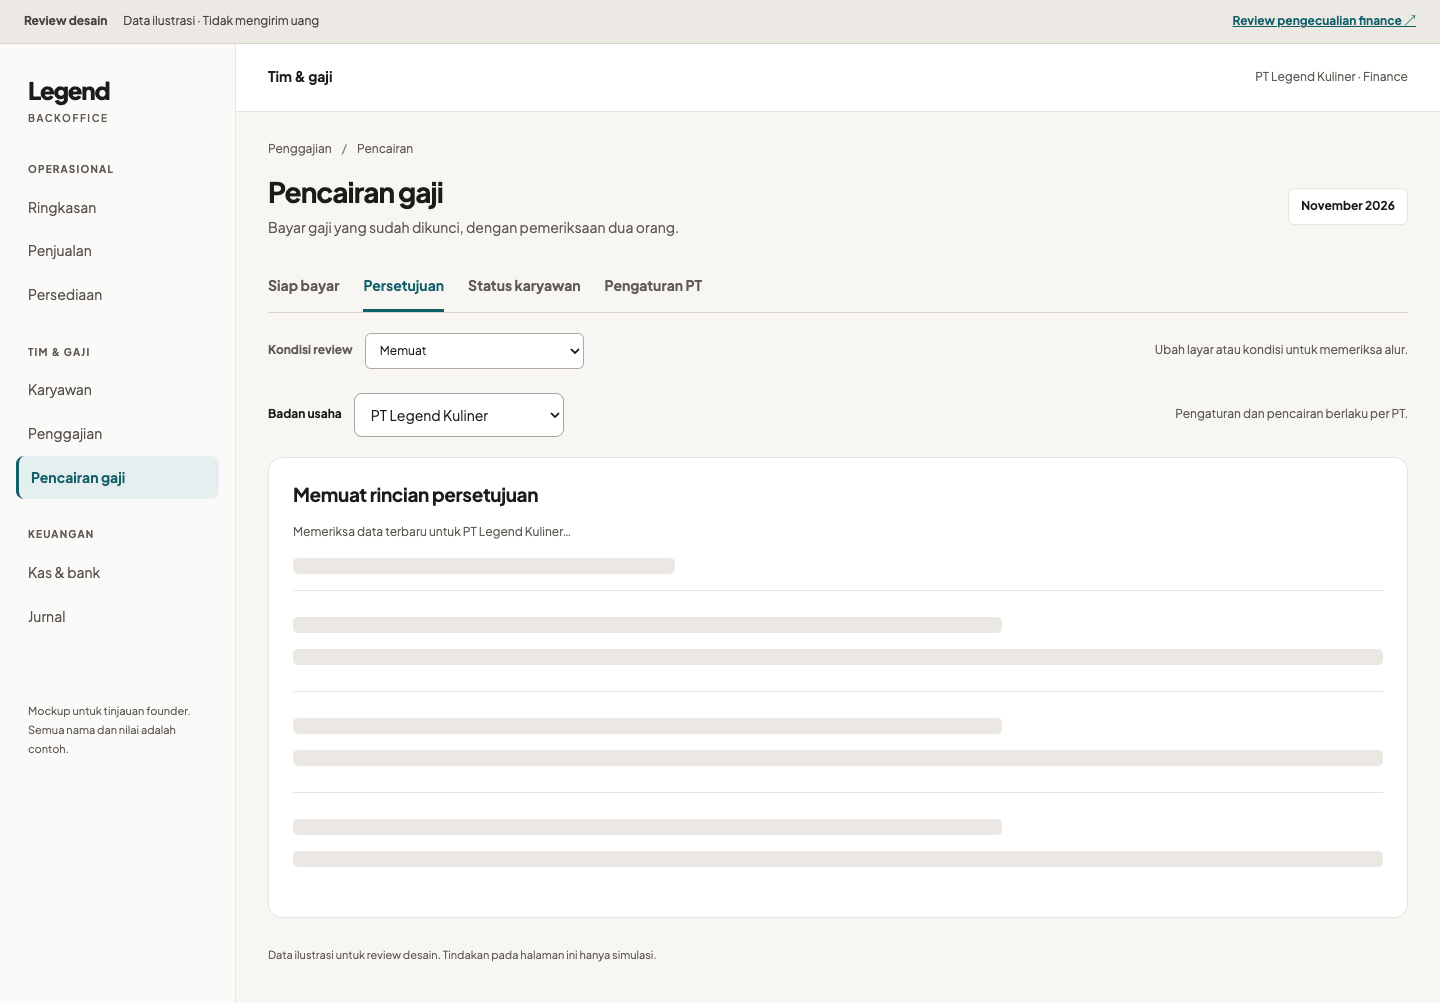 Review desain
Data ilustrasi · Tidak mengirim uang
Review pengecualian finance ↗
Legend
BACKOFFICE
OPERASIONAL
Ringkasan
Penjualan
Persediaan
TIM & GAJI
Karyawan
Penggajian
Pencairan gaji
KEUANGAN
Kas & bank
Jurnal
Mockup untuk tinjauan founder.
Semua nama dan nilai adalah
contoh.
Tim & gaji
PT Legend Kuliner · Finance
Penggajian / Pencairan
Pencairan gaji
Bayar gaji yang sudah dikunci, dengan pemeriksaan dua orang.
November 2026
Siap bayar
Persetujuan
Status karyawan
Pengaturan PT
Kondisi review
Memuat
Ubah layar atau kondisi untuk memeriksa alur.
Badan usaha
PT Legend Kuliner
Pengaturan dan pencairan berlaku per PT.
Memuat rincian persetujuan
Memeriksa data terbaru untuk PT Legend Kuliner…
Data ilustrasi untuk review desain. Tindakan pada halaman ini hanya simulasi.